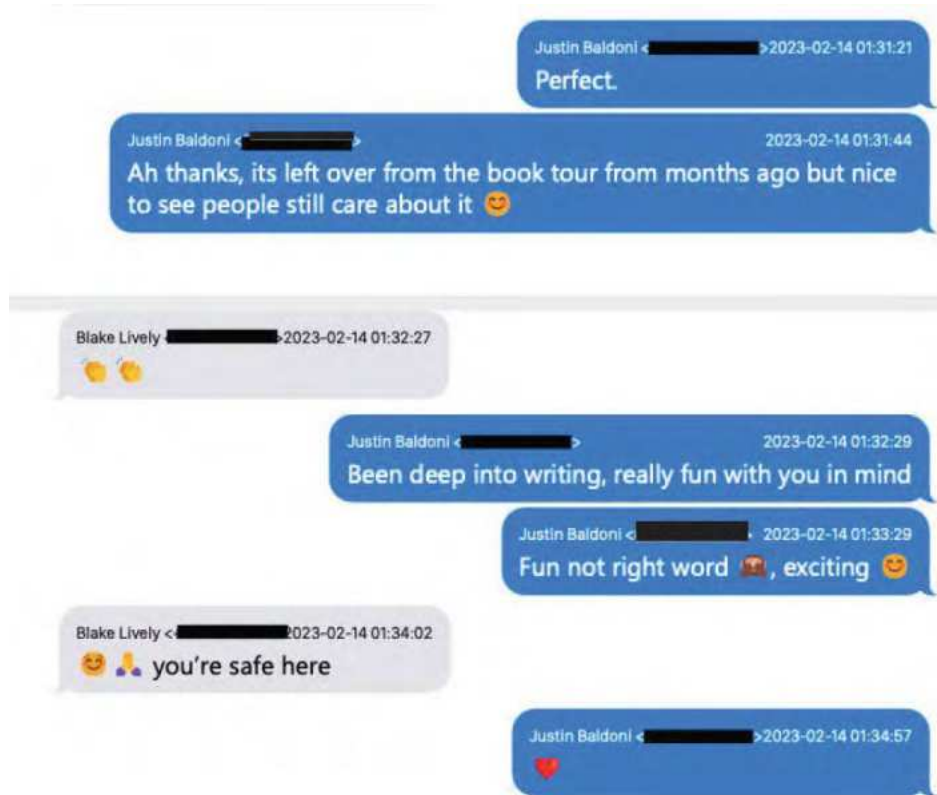 Justin Baldoni < >2023-02-14 01:31:21
Perfect.
Justin Baldoni < > 2023-02-14 01:31:44
Ah thanks, its left over from the book tour from months ago but nice
to see people still care about it 😊
Blake Lively >2023-02-14 01:32:27
👏 👏
Justin Baldoni < > 2023-02-14 01:32:29
Been deep into writing, really fun with you in mind
Justin Baldoni < 2023-02-14 01:33:29
Fun not right word 🙈, exciting 😊
Blake Lively < 2023-02-14 01:34:02
😊 🙏 you're safe here
Justin Baldoni < >2023-02-14 01:34:57
❤️